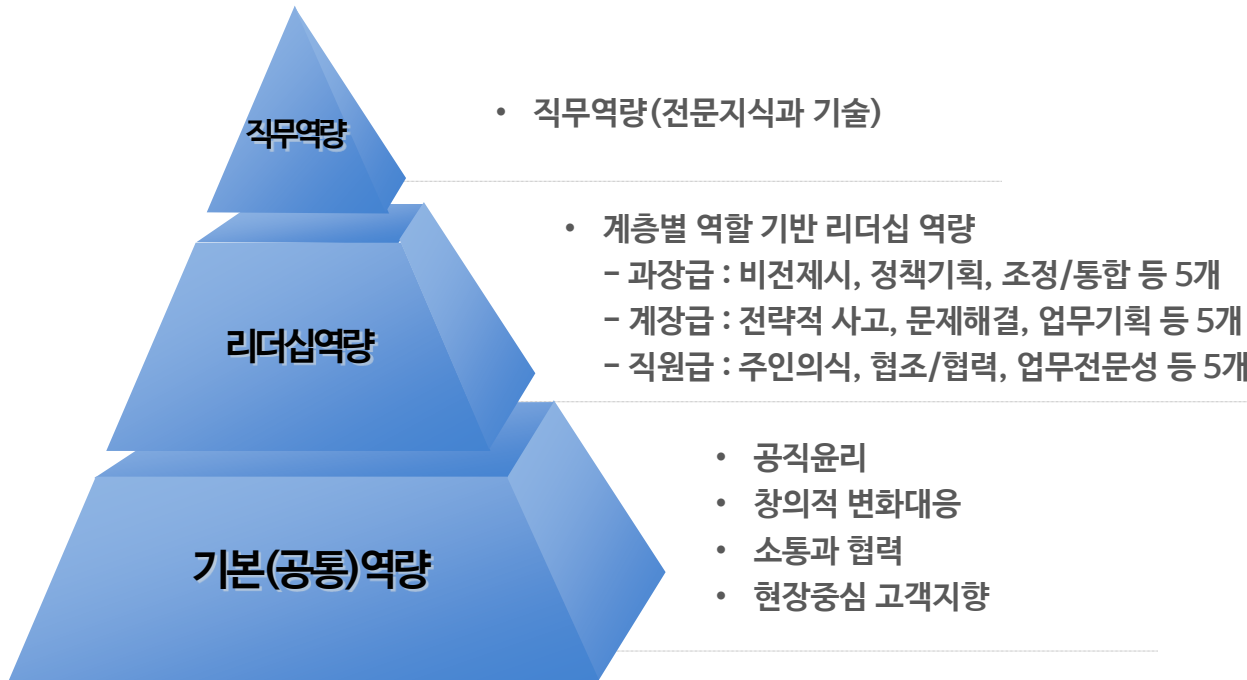 직무역량
• 직무역량(전문지식과 기술)
리더십역량
• 계층별 역할 기반 리더십 역량
- 과장급 : 비전제시, 정책기획, 조정/통합 등 5개
- 계장급 : 전략적 사고, 문제해결, 업무기획 등 5개
- 직원급 : 주인의식, 협조/협력, 업무전문성 등 5개
기본(공통)역량
• 공직윤리
• 창의적 변화대응
• 소통과 협력
• 현장중심 고객지향